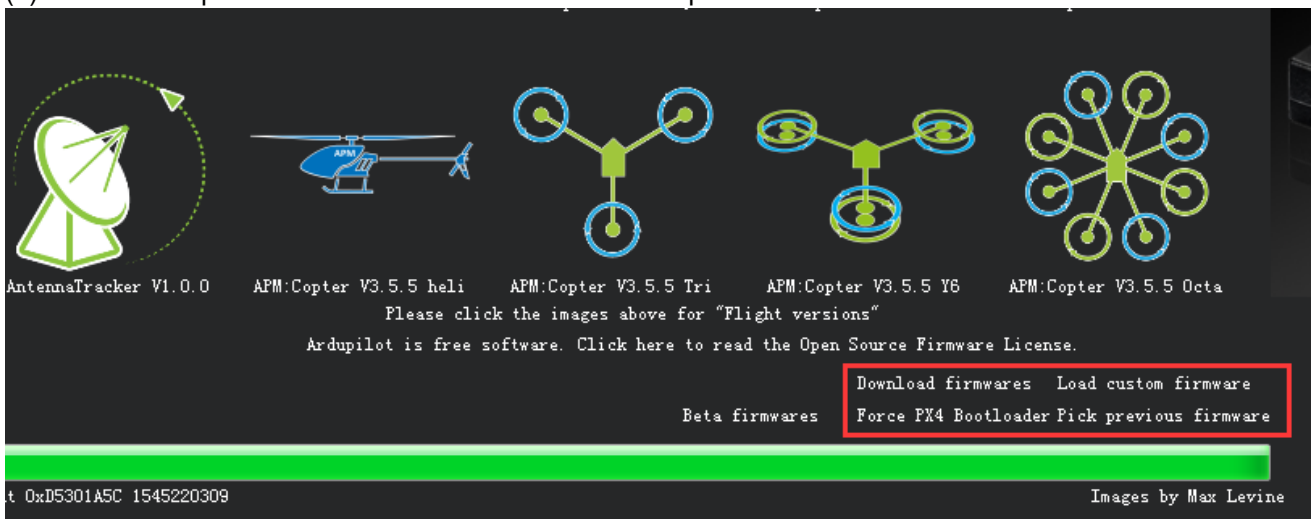 APM
AntennaTracker V1.0.0 APM:Copter V3.5.5 heli APM:Copter V3.5.5 Tri APM:Copter V3.5.5 Y6 APM:Copter V3.5.5 Octa
Please click the images above for "Flight versions"
Ardupilot is free software. Click here to read the Open Source Firmware License.
Download firmwares Load custom firmware
Beta firmwares Force PX4 Bootloader Pick previous firmware
t 0xD5301A5C 1545220309 Images by Max Levine